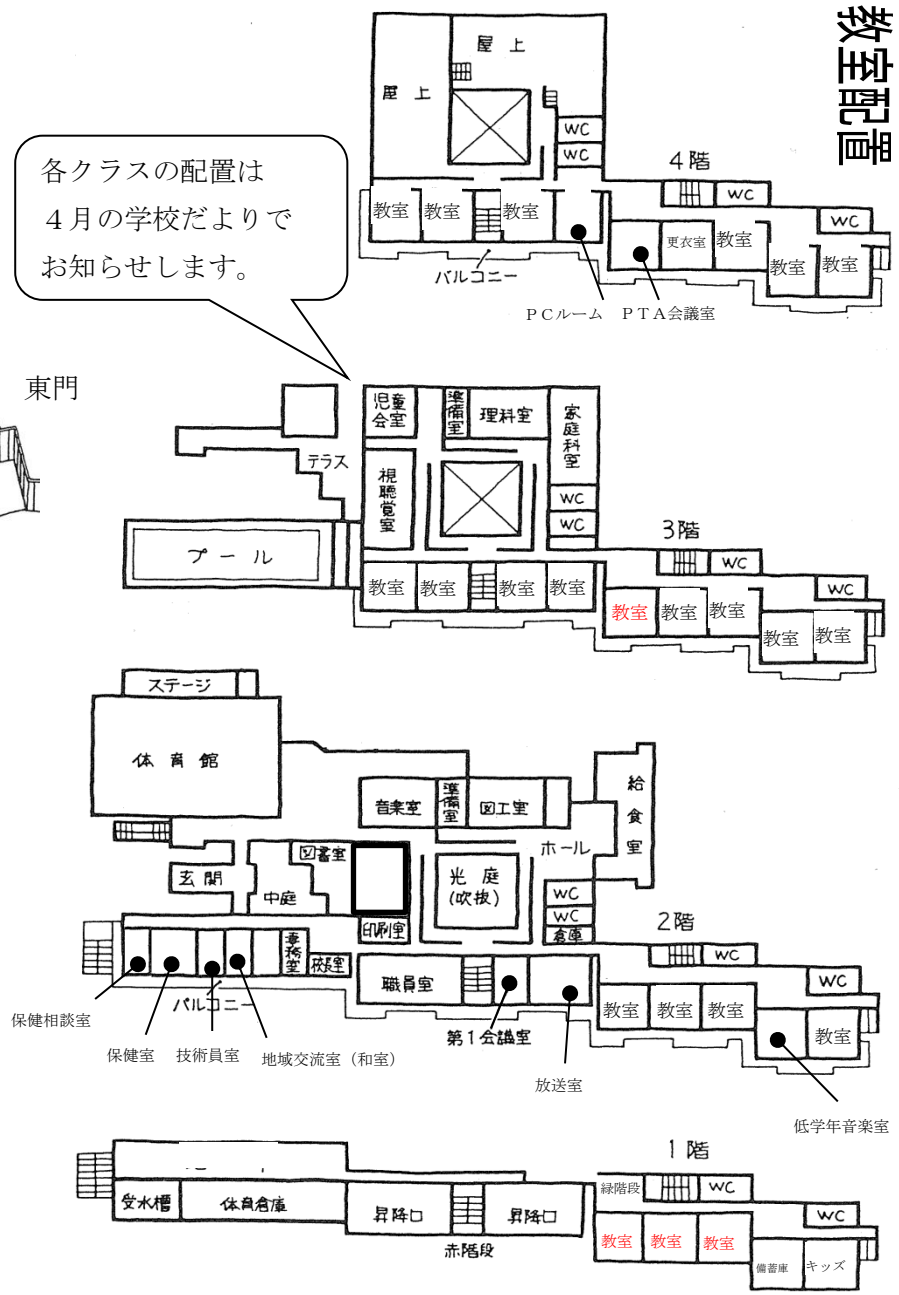 教室配置
各クラスの配置は
4月の学校だよりで
お知らせします。
東門
屋上
屋上
WC
WC
4階
WC
WC
教室 教室 教室
更衣室 教室
教室 教室
バルコニー
PCルーム PTA会議室
児童会室
準備室
理科室
家庭科室
テラス
視聴覚室
WC
WC
プール
3階
WC
WC
教室 教室 教室 教室
教室 教室 教室
教室 教室
ステージ
体育館
音楽室
準備室
図工室
給食室
ホール
図書室
玄関
中庭
光庭
(吹抜)
WC
WC
倉庫
印刷室
2階
WC
WC
事務室
校長室
職員室
教室 教室 教室
教室
バルコニー
保健相談室
保健室 技術員室 地域交流室(和室)
第1会議室
放送室
低学年音楽室
1階
緑階段
WC
WC
受水槽 体育倉庫 昇降口 昇降口
赤階段
教室 教室 教室
備蓄庫 キッズ